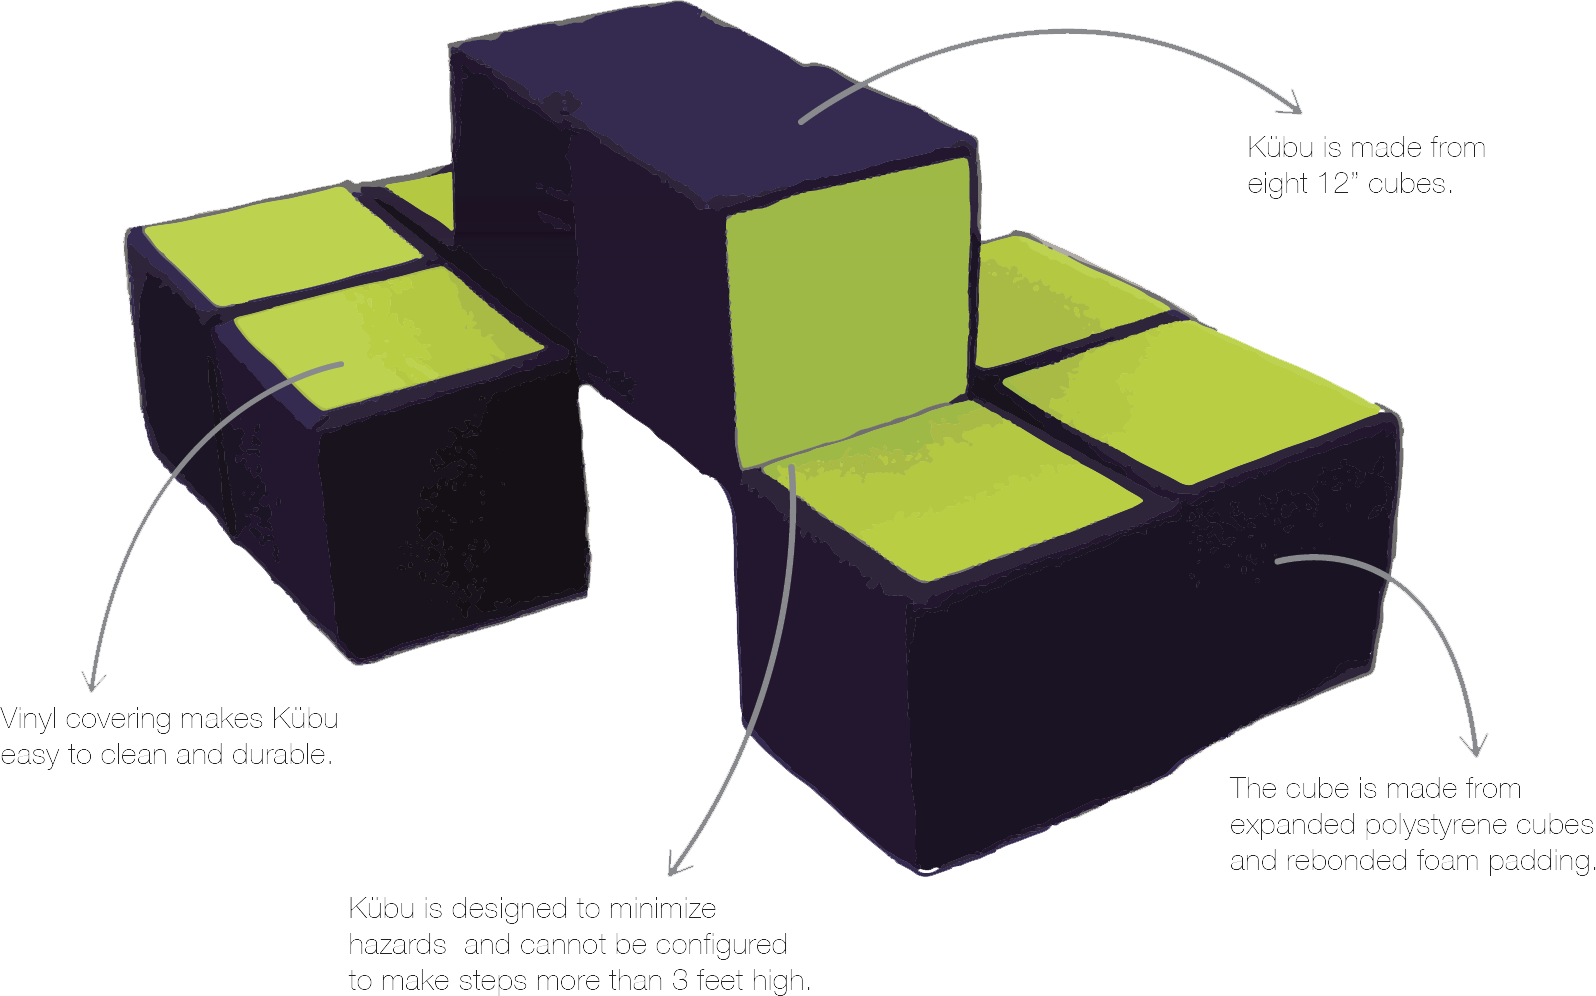 Kübu is made from
eight 12” cubes.
Vinyl covering makes Kübu
easy to clean and durable.
The cube is made from
expanded polystyrene cubes
and rebonded foam padding.
Kübu is designed to minimize
hazards  and cannot be configured
to make steps more than 3 feet high.